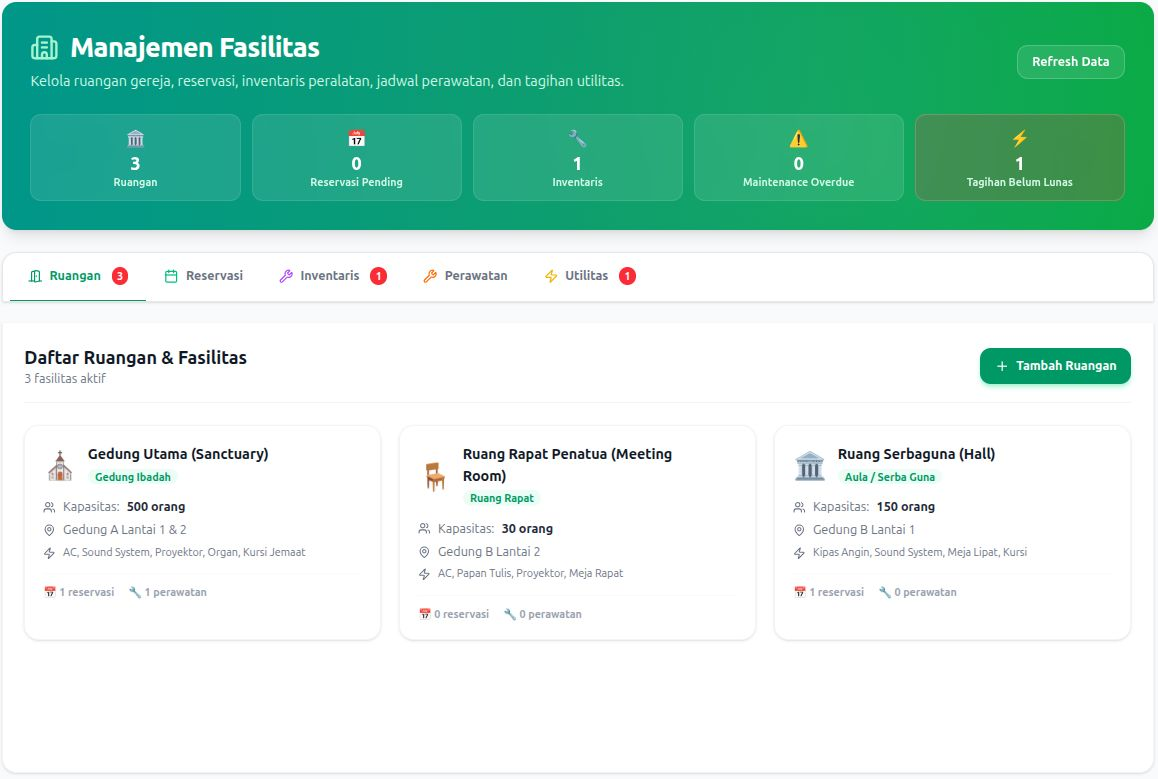 Manajemen Fasilitas
Kelola ruangan gereja, reservasi, inventaris peralatan, jadwal perawatan, dan tagihan utilitas.
Refresh Data
3
Ruangan
17
0
Reservasi Pending
1
Inventaris
0
Maintenance Overdue
1
Tagihan Belum Lunas
Ruangan 3
Reservasi
Inventaris 1
Perawatan
Utilitas 1
Daftar Ruangan & Fasilitas
3 fasilitas aktif
+ Tambah Ruangan
Gedung Utama (Sanctuary)
Gedung Ibadah
Kapasitas: 500 orang
Gedung A Lantai 1 & 2
AC, Sound System, Proyektor, Organ, Kursi Jemaat
1 reservasi 1 perawatan
Ruang Rapat Penatua (Meeting
Room)
Ruang Rapat
Kapasitas: 30 orang
Gedung B Lantai 2
AC, Papan Tulis, Proyektor, Meja Rapat
0 reservasi 0 perawatan
Ruang Serbaguna (Hall)
Aula / Serba Guna
Kapasitas: 150 orang
Gedung B Lantai 1
Kipas Angin, Sound System, Meja Lipat, Kursi
1 reservasi 0 perawatan